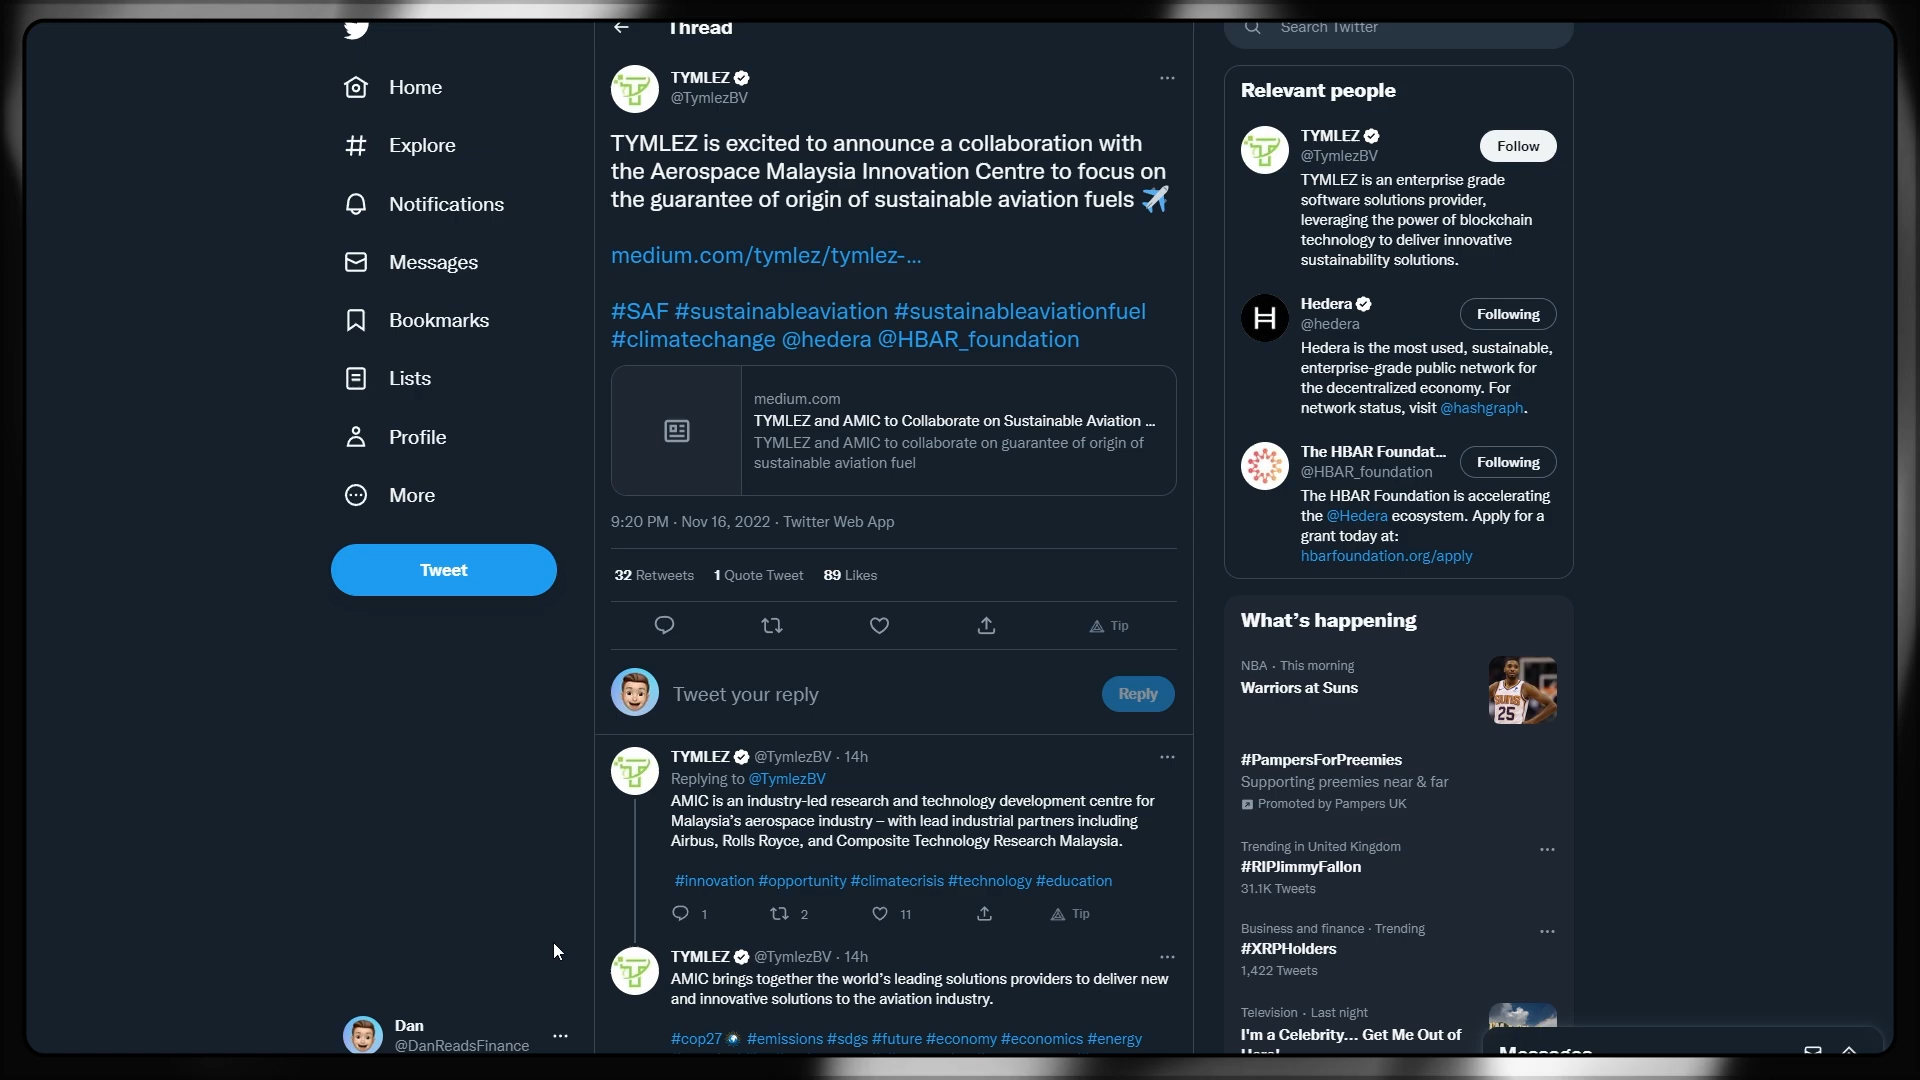 Home
Explore
Notifications
Messages
Bookmarks
Lists
Profile
More
Tweet
Dan
@DanReadsFinance
Thread
TYMLEZ
@TymlezBV
TYMLEZ is excited to announce a collaboration with
the Aerospace Malaysia Innovation Centre to focus on
the guarantee of origin of sustainable aviation fuels ✈️
medium.com/tymlez/tymlez-...
#SAF #sustainableaviation #sustainableaviationfuel
#climatechange @hedera @HBAR_foundation
medium.com
TYMLEZ and AMIC to Collaborate on Sustainable Aviation ...
TYMLEZ and AMIC to collaborate on guarantee of origin of
sustainable aviation fuel
9:20 PM · Nov 16, 2022 · Twitter Web App
32 Retweets 1 Quote Tweet 89 Likes
Tip
Tweet your reply
Reply
TYMLEZ @TymlezBV · 14h
Replying to @TymlezBV
AMIC is an industry-led research and technology development centre for
Malaysia's aerospace industry – with lead industrial partners including
Airbus, Rolls Royce, and Composite Technology Research Malaysia.
#innovation #opportunity #climatecrisis #technology #education
1 2 11 Tip
TYMLEZ @TymlezBV · 14h
AMIC brings together the world's leading solutions providers to deliver new
and innovative solutions to the aviation industry.
#cop27 #emissions #sdgs #future #economy #economics #energy
Search Twitter
Relevant people
TYMLEZ
@TymlezBV
Follow
TYMLEZ is an enterprise grade
software solutions provider,
leveraging the power of blockchain
technology to deliver innovative
sustainability solutions.
Hedera
@hedera
Following
Hedera is the most used, sustainable,
enterprise-grade public network for
the decentralized economy. For
network status, visit @hashgraph.
The HBAR Foundat...
@HBAR_foundation
Following
The HBAR Foundation is accelerating
the @Hedera ecosystem. Apply for a
grant today at:
hbarfoundation.org/apply
What's happening
NBA · This morning
Warriors at Suns
SUNS
25
#PampersForPreemies
Supporting preemies near & far
Promoted by Pampers UK
Trending in United Kingdom
#RIPJimmyFallon
31.1K Tweets
Business and finance · Trending
#XRPHolders
1,422 Tweets
Television · Last night
I'm a Celebrity... Get Me Out of
Here!
Messages